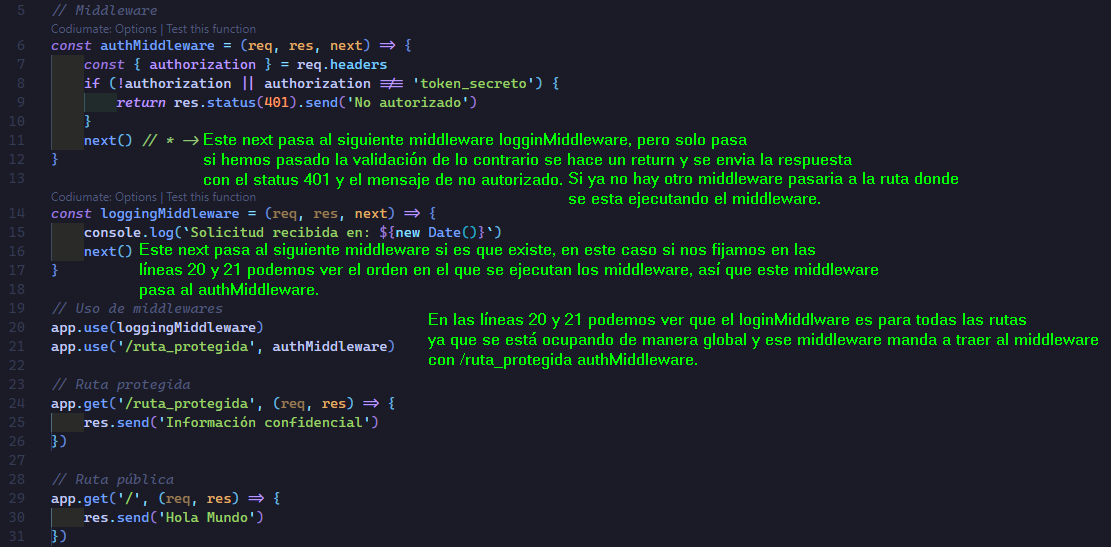 5 // Middleware
Codiumate: Options | Test this function
6 const authMiddleware = (req, res, next) => {
7 const { authorization } = req.headers
8 if (!authorization || authorization !== 'token_secreto') {
9 return res.status(401).send('No autorizado')
10 }
11 next() // * -> Este next pasa al siguiente middleware logginMiddleware, pero solo pasa
12 } si hemos pasado la validación de lo contrario se hace un return y se envia la respuesta
13 con el status 401 y el mensaje de no autorizado. Si ya no hay otro middleware pasaria a la ruta donde
Codiumate: Options | Test this function se esta ejecutando el middleware.
14 const loggingMiddleware = (req, res, next) => {
15 console.log(`Solicitud recibida en: ${new Date()}`)
16 next() Este next pasa al siguiente middleware si es que existe, en este caso si nos fijamos en las
17 } líneas 20 y 21 podemos ver el orden en el que se ejecutan los middleware, así que este middleware
18 pasa al authMiddleware.
19 // Uso de middlewares
20 app.use(loggingMiddleware) En las líneas 20 y 21 podemos ver que el loginMiddlware es para todas las rutas
21 app.use('/ruta_protegida', authMiddleware) ya que se está ocupando de manera global y ese middleware manda a traer al middleware
22 con /ruta_protegida authMiddleware.
23 // Ruta protegida
24 app.get('/ruta_protegida', (req, res) => {
25 res.send('Información confidencial')
26 })
27
28 // Ruta pública
29 app.get('/', (req, res) => {
30 res.send('Hola Mundo')
31 })